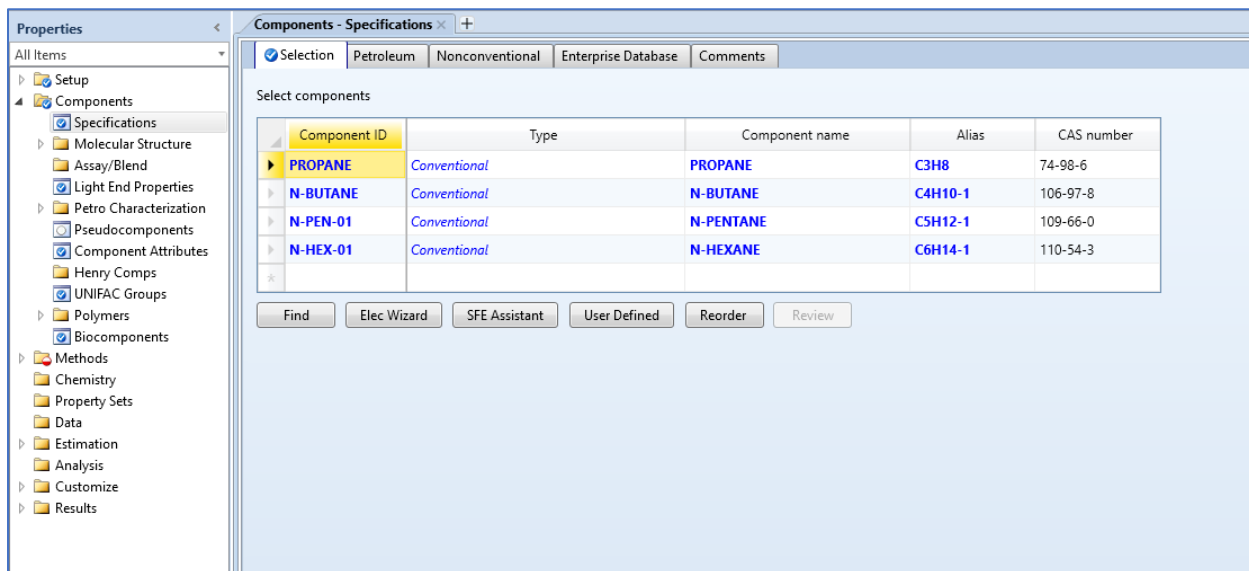 Properties <
All Items
Setup
Components
Specifications
Molecular Structure
Assay/Blend
Light End Properties
Petro Characterization
Pseudocomponents
Component Attributes
Henry Comps
UNIFAC Groups
Polymers
Biocomponents
Methods
Chemistry
Property Sets
Data
Estimation
Analysis
Customize
Results
Components - Specifications × +
Selection Petroleum Nonconventional Enterprise Database Comments
Select components
Component ID Type Component name Alias CAS number
PROPANE Conventional PROPANE C3H8 74-98-6
N-BUTANE Conventional N-BUTANE C4H10-1 106-97-8
N-PEN-01 Conventional N-PENTANE C5H12-1 109-66-0
N-HEX-01 Conventional N-HEXANE C6H14-1 110-54-3
Find Elec Wizard SFE Assistant User Defined Reorder Review